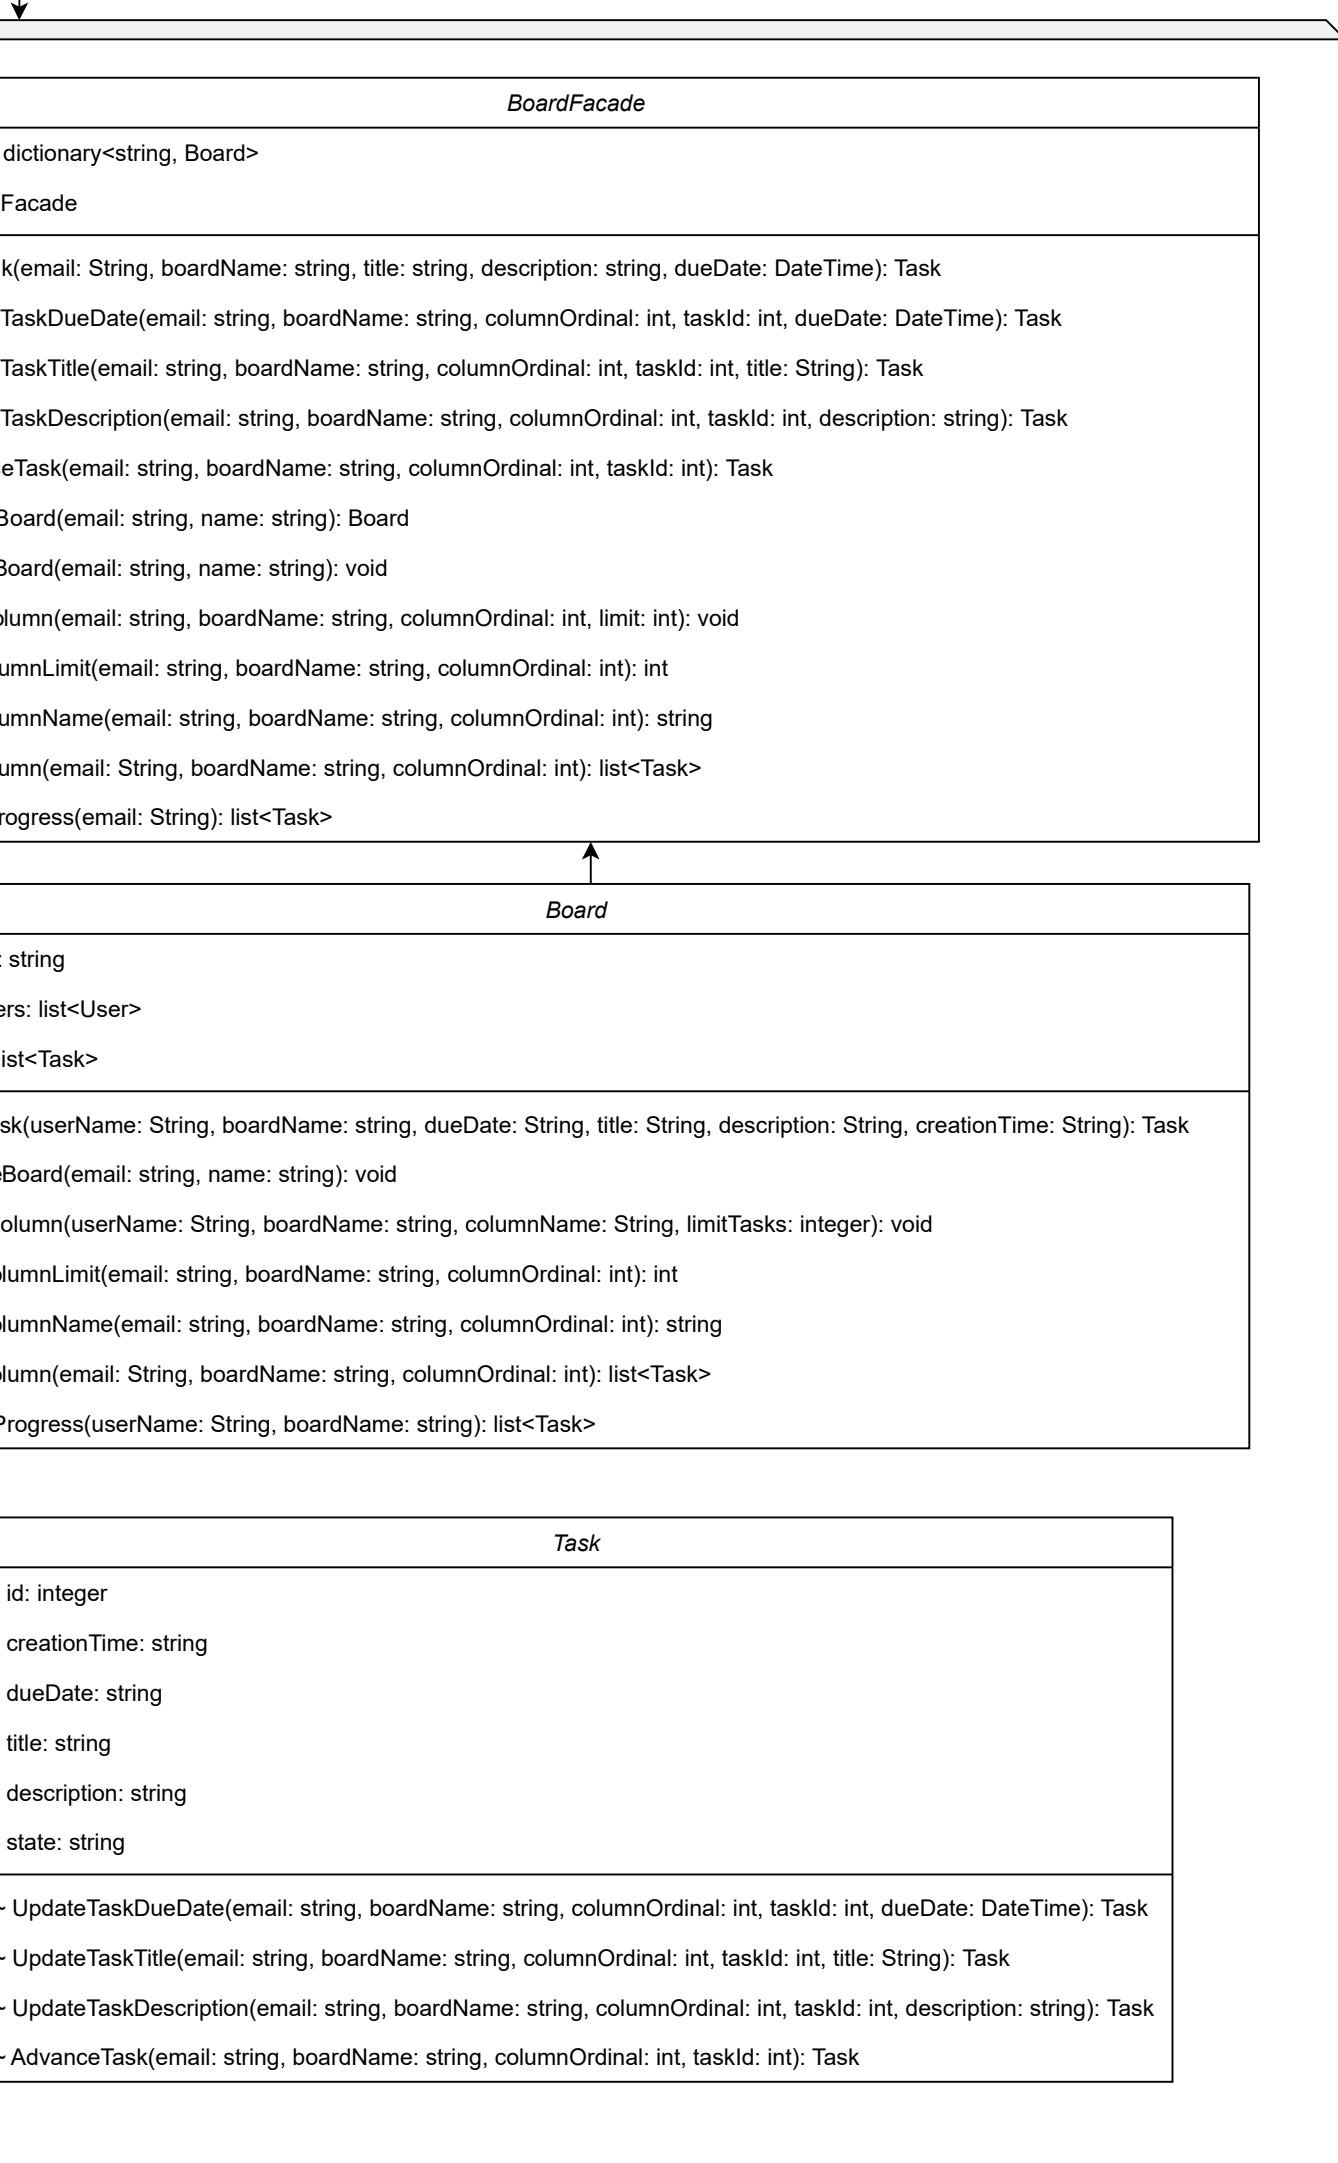 BoardFacade
dictionary<string, Board>
Facade
k(email: String, boardName: string, title: string, description: string, dueDate: DateTime): Task
TaskDueDate(email: string, boardName: string, columnOrdinal: int, taskId: int, dueDate: DateTime): Task
TaskTitle(email: string, boardName: string, columnOrdinal: int, taskId: int, title: String): Task
TaskDescription(email: string, boardName: string, columnOrdinal: int, taskId: int, description: string): Task
eTask(email: string, boardName: string, columnOrdinal: int, taskId: int): Task
Board(email: string, name: string): Board
Board(email: string, name: string): void
olumn(email: string, boardName: string, columnOrdinal: int, limit: int): void
umnLimit(email: string, boardName: string, columnOrdinal: int): int
umnName(email: string, boardName: string, columnOrdinal: int): string
umn(email: String, boardName: string, columnOrdinal: int): list<Task>
rogress(email: String): list<Task>
Board
: string
ers: list<User>
ist<Task>
sk(userName: String, boardName: string, dueDate: String, title: String, description: String, creationTime: String): Task
eBoard(email: string, name: string): void
olumn(userName: String, boardName: string, columnName: String, limitTasks: integer): void
olumnLimit(email: string, boardName: string, columnOrdinal: int): int
olumnName(email: string, boardName: string, columnOrdinal: int): string
olumn(email: String, boardName: string, columnOrdinal: int): list<Task>
Progress(userName: String, boardName: string): list<Task>
Task
id: integer
creationTime: string
dueDate: string
title: string
description: string
state: string
~ UpdateTaskDueDate(email: string, boardName: string, columnOrdinal: int, taskId: int, dueDate: DateTime): Task
~ UpdateTaskTitle(email: string, boardName: string, columnOrdinal: int, taskId: int, title: String): Task
~ UpdateTaskDescription(email: string, boardName: string, columnOrdinal: int, taskId: int, description: string): Task
~ AdvanceTask(email: string, boardName: string, columnOrdinal: int, taskId: int): Task